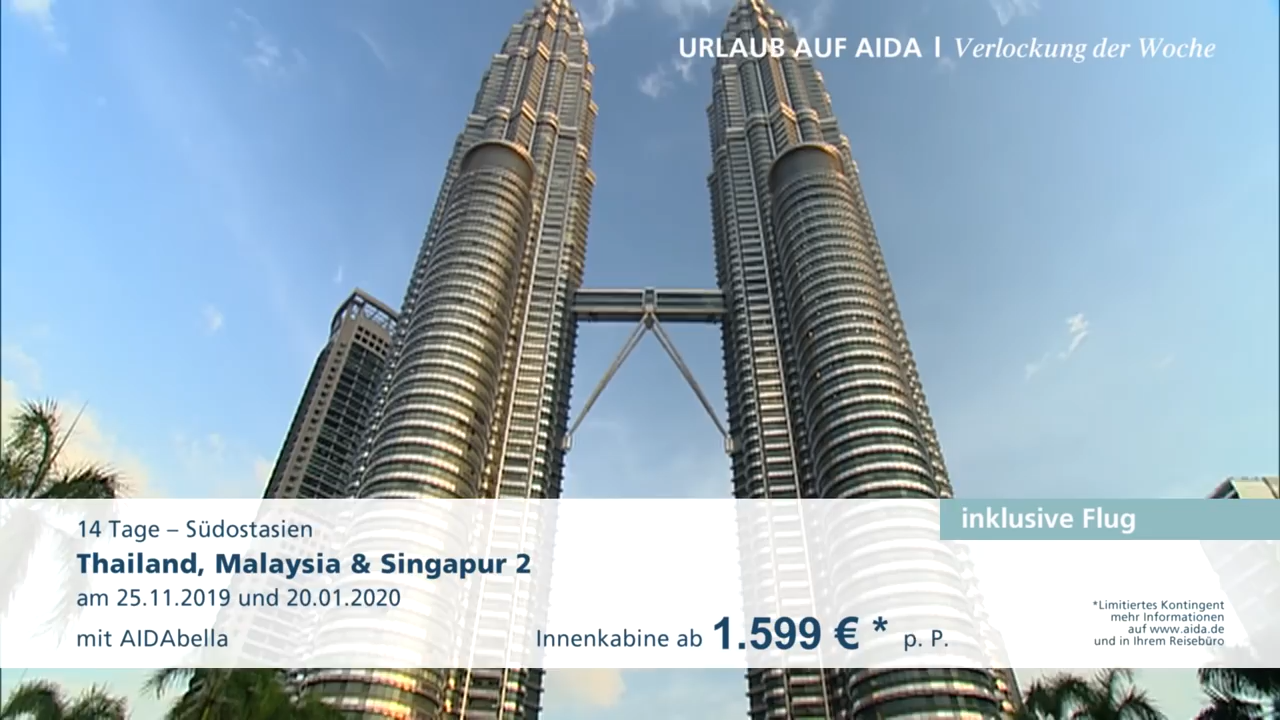 URLAUB AUF AIDA | Verlockung der Woche
inklusive Flug
14 Tage – Südostasien
Thailand, Malaysia & Singapur 2
am 25.11.2019 und 20.01.2020
mit AIDAbella
Innenkabine ab 1.599 € * p. P.
*Limitiertes Kontingent
mehr Informationen
auf www.aida.de
und in Ihrem Reisebüro